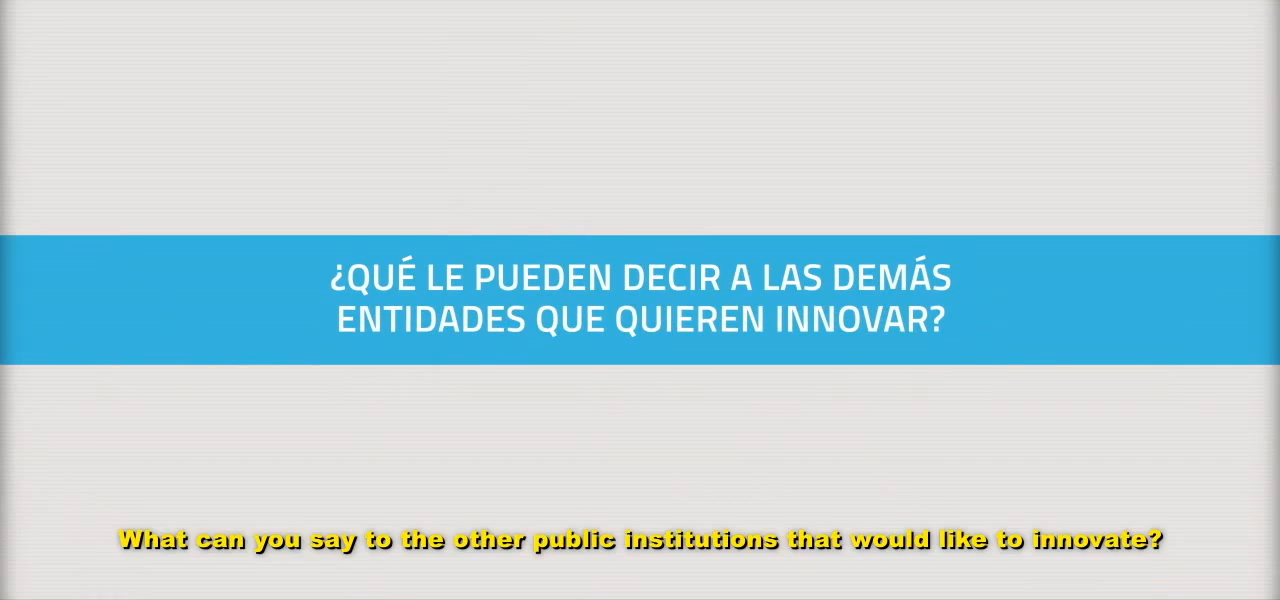 ¿QUÉ LE PUEDEN DECIR A LAS DEMÁS
ENTIDADES QUE QUIEREN INNOVAR?
What can you say to the other public institutions that would like to innovate?